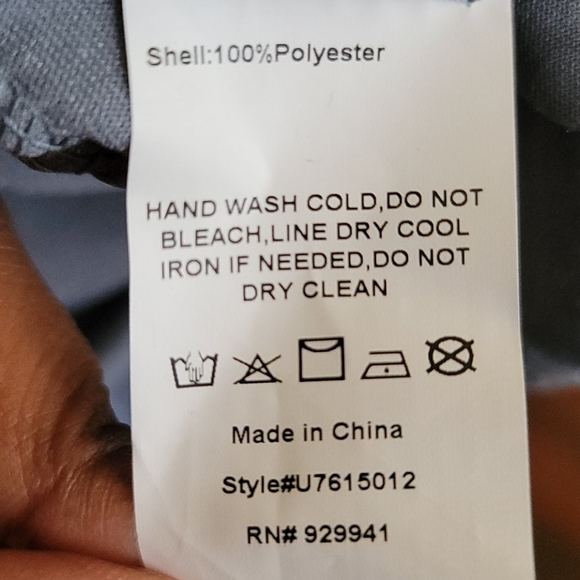 Shell:100%Polyester
HAND WASH COLD,DO NOT
BLEACH,LINE DRY COOL
IRON IF NEEDED,DO NOT
DRY CLEAN
Made in China
Style#U7615012
RN# 929941